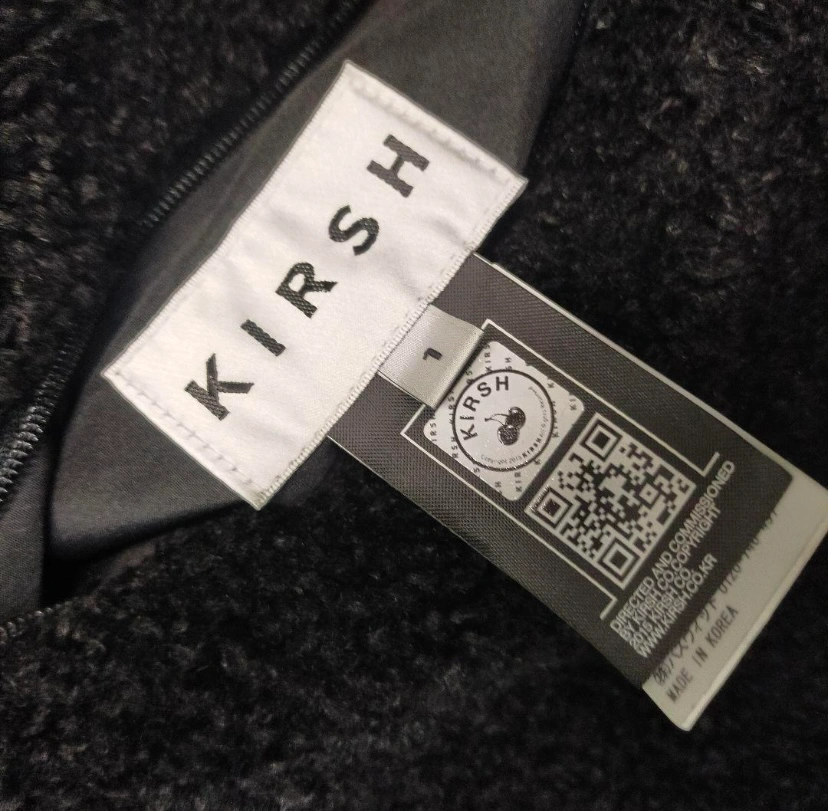 KIRSH
1
KIRSH
DIRECTED AND COMMISSIONED
BY KIRSH CO.COPYRIGHT
2015.KIRSH CO.
WWW.KIRSH.CO.KR
MADE IN KOREA